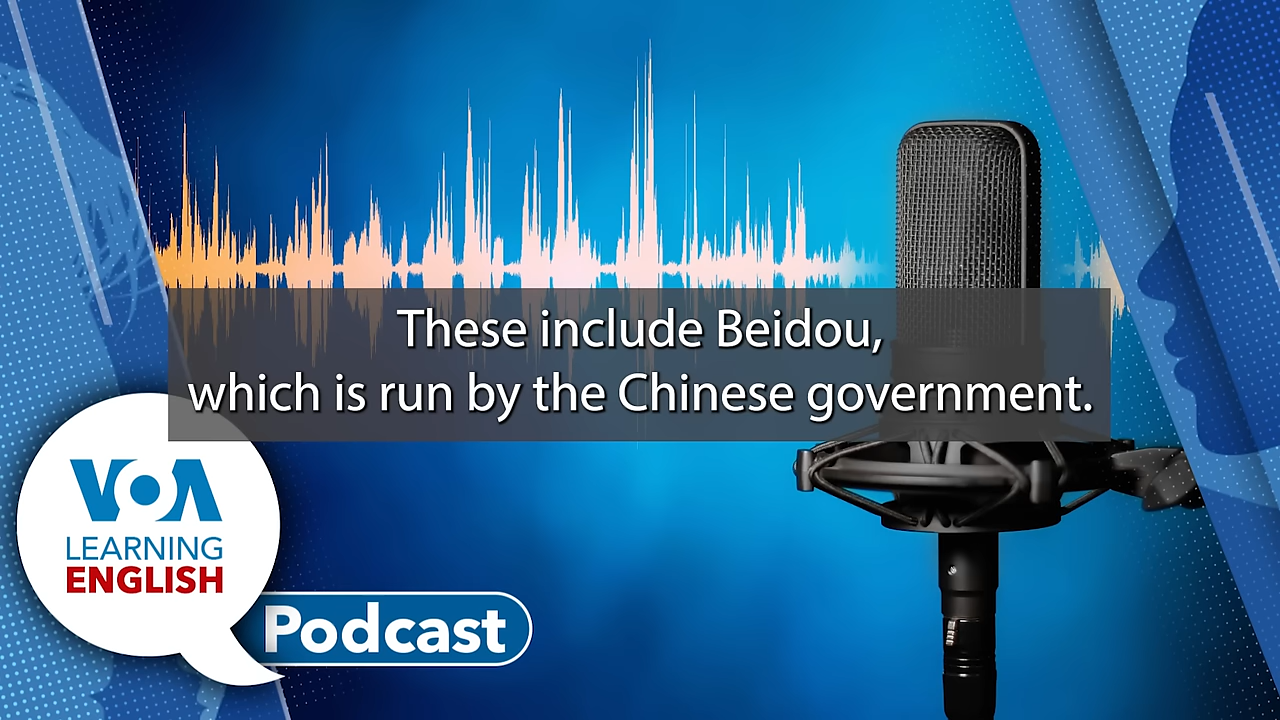 These include Beidou,
which is run by the Chinese government.
VOA
LEARNING
ENGLISH
Podcast